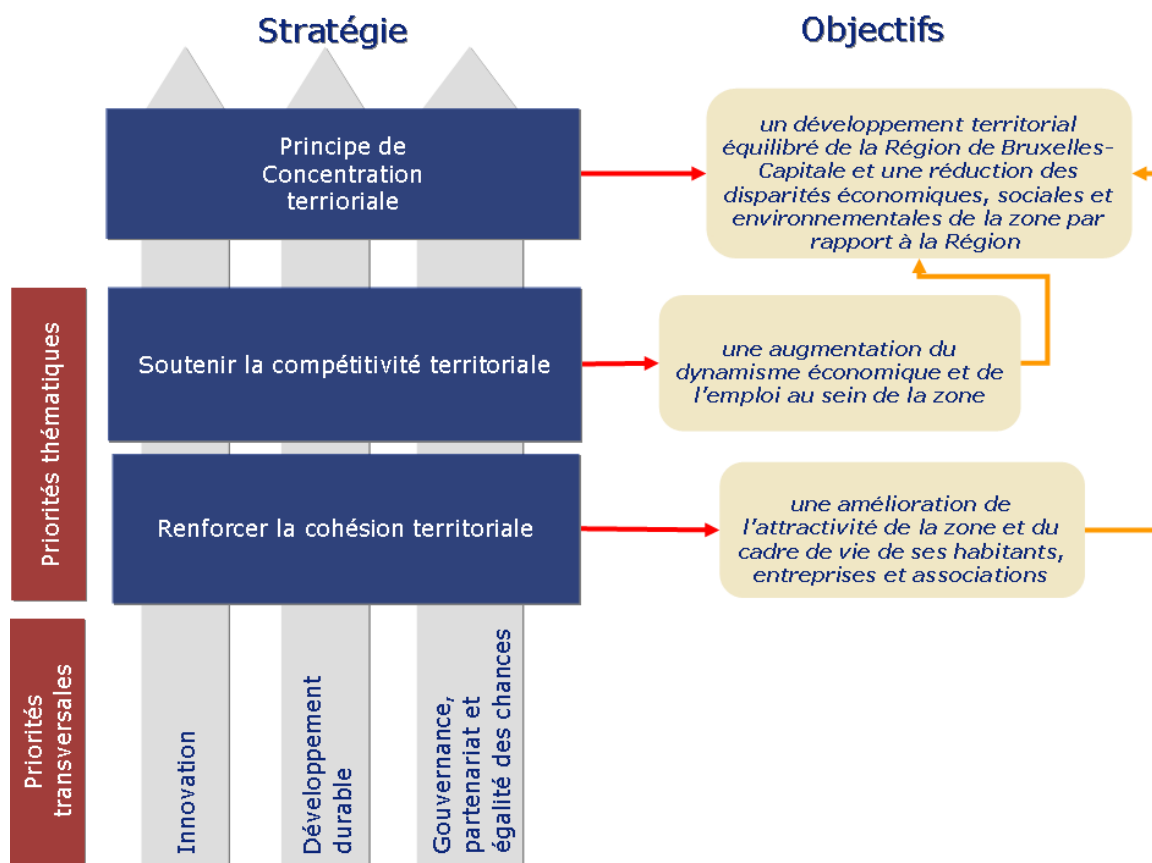 Stratégie
Objectifs
Principe de
Concentration
terrioriale
un développement territorial
équilibré de la Région de Bruxelles-
Capitale et une réduction des
disparités économiques, sociales et
environnementales de la zone par
rapport à la Région
Priorités thématiques
Soutenir la compétitivité territoriale
une augmentation du
dynamisme économique et de
l'emploi au sein de la zone
Renforcer la cohésion territoriale
une amélioration de
l'attractivité de la zone et du
cadre de vie de ses habitants,
entreprises et associations
Priorités
transversales
Innovation
Développement
durable
Gouvernance,
partenariat et
égalité des chances